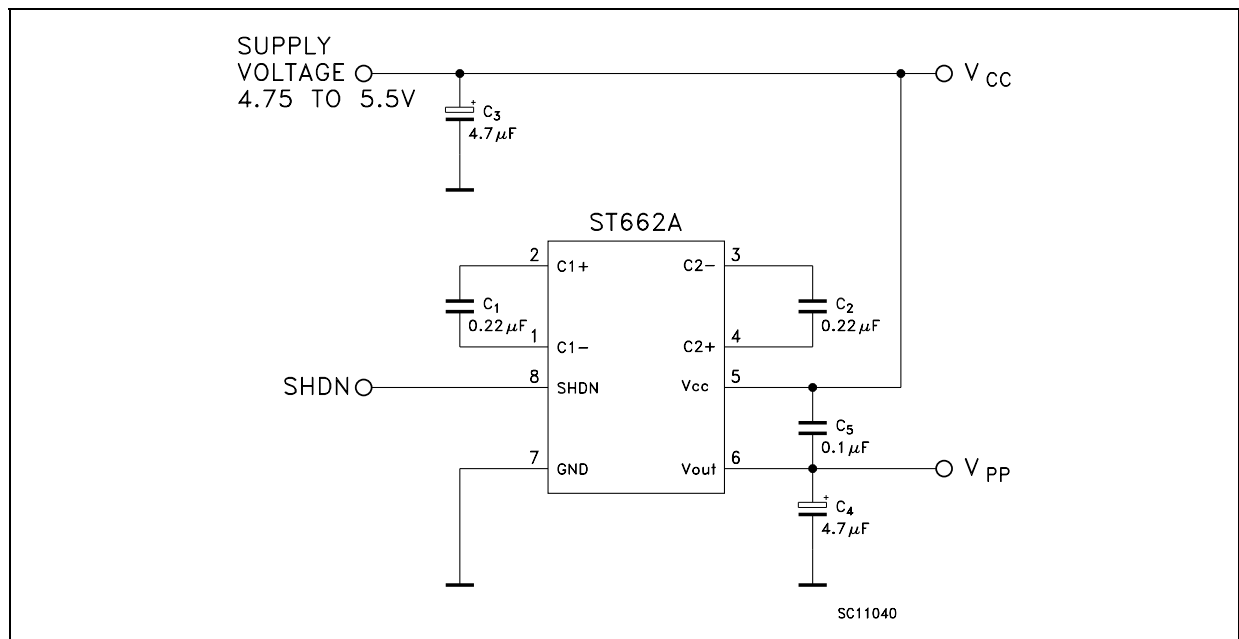 SUPPLY
VOLTAGE
4.75 TO 5.5V
V CC
C3
4.7μF
ST662A
2
C1+
C2-
3
C1
0.22μF
C2
0.22μF
1
C1-
C2+
4
SHDN
8
SHDN
Vcc
5
C5
0.1μF
7
GND
Vout
6
V PP
C4
4.7μF
SC11040